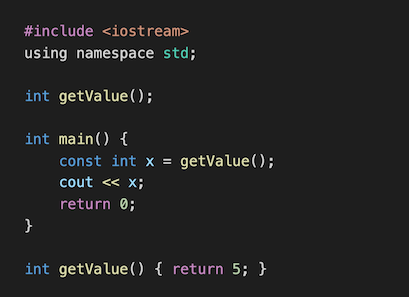 #include <iostream>
using namespace std;

int getValue();

int main() {
    const int x = getValue();
    cout << x;
    return 0;
}

int getValue() { return 5; }